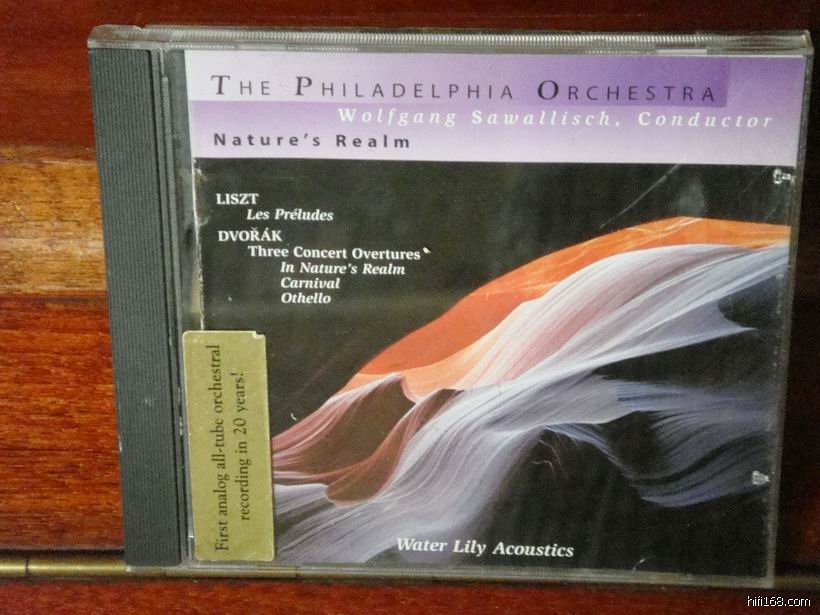 THE PHILADELPHIA ORCHESTRA
Wolfgang Sawallisch, Conductor
Nature's Realm
LISZT
Les Préludes
DVOŘÁK
Three Concert Overtures
In Nature's Realm
Carnival
Othello
First analog all-tube orchestral
recording in 20 years!
Water Lily Acoustics
hifi168.com